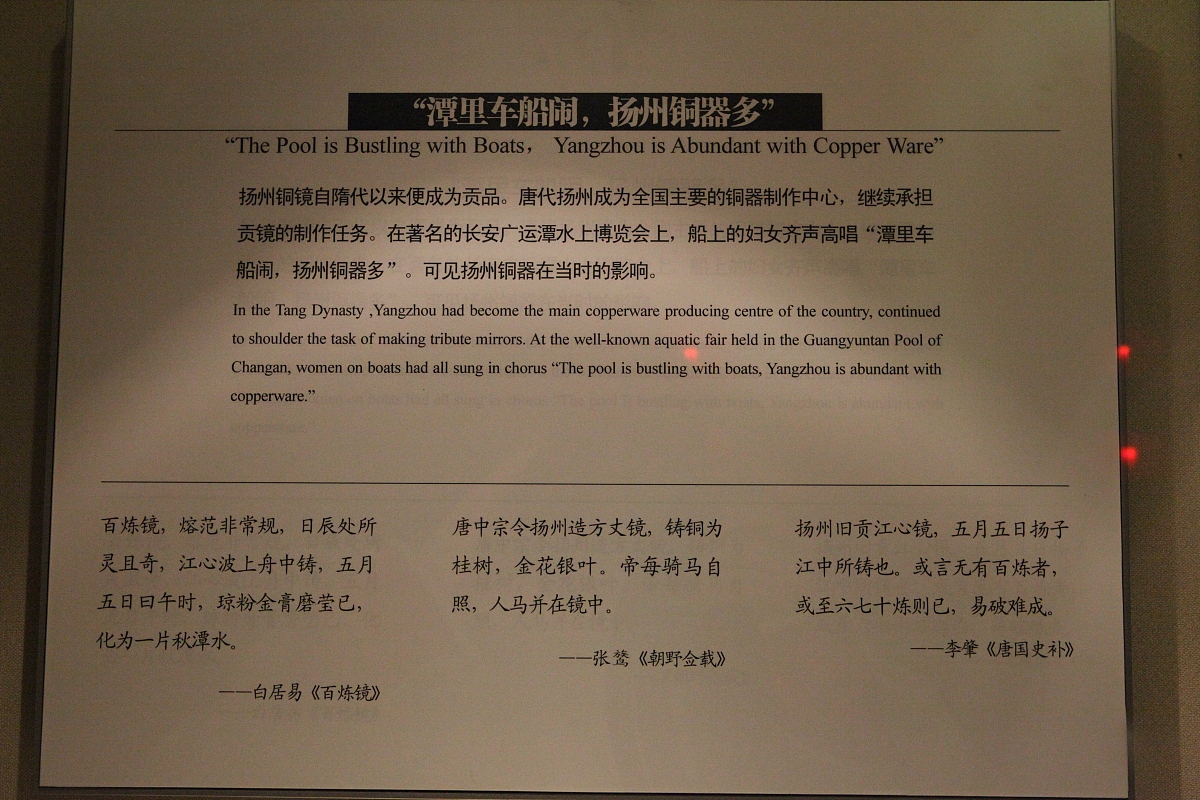 “潭里车船闹，扬州铜器多”
“The Pool is Bustling with Boats， Yangzhou is Abundant with Copper Ware”
扬州铜镜自隋代以来便成为贡品。唐代扬州成为全国主要的铜器制作中心，继续承担
贡镜的制作任务。在著名的长安广运潭水上博览会上，船上的妇女齐声高唱“潭里车
船闹，扬州铜器多”。可见扬州铜器在当时的影响。
In the Tang Dynasty ,Yangzhou had become the main copperware producing centre of the country, continued
to shoulder the task of making tribute mirrors. At the well-known aquatic fair held in the Guangyuntan Pool of
Changan, women on boats had all sung in chorus “The pool is bustling with boats, Yangzhou is abundant with
copperware.”
百炼镜，熔范非常规，日辰处所
灵且奇，江心波上舟中铸，五月
五日曰午时，琼粉金膏磨莹已，
化为一片秋潭水。
——白居易《百炼镜》
唐中宗令扬州造方丈镜，铸铜为
桂树，金花银叶。帝每骑马自
照，人马并在镜中。
——张鷟《朝野佥载》
扬州旧贡江心镜，五月五日扬子
江中所铸也。或言无有百炼者，
或至六七十炼则已，易破难成。
——李肇《唐国史补》